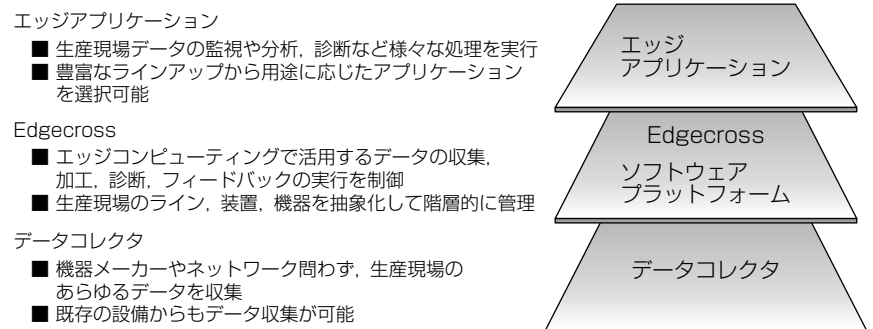 エッジアプリケーション
■ 生産現場データの監視や分析，診断など様々な処理を実行
■ 豊富なラインアップから用途に応じたアプリケーション
を選択可能
Edgecross
■ エッジコンピューティングで活用するデータの収集，
加工，診断，フィードバックの実行を制御
■ 生産現場のライン，装置，機器を抽象化して階層的に管理
データコレクタ
■ 機器メーカーやネットワーク問わず，生産現場の
あらゆるデータを収集
■ 既存の設備からもデータ収集が可能
エッジ
アプリケーション
Edgecross
ソフトウェア
プラットフォーム
データコレクタ